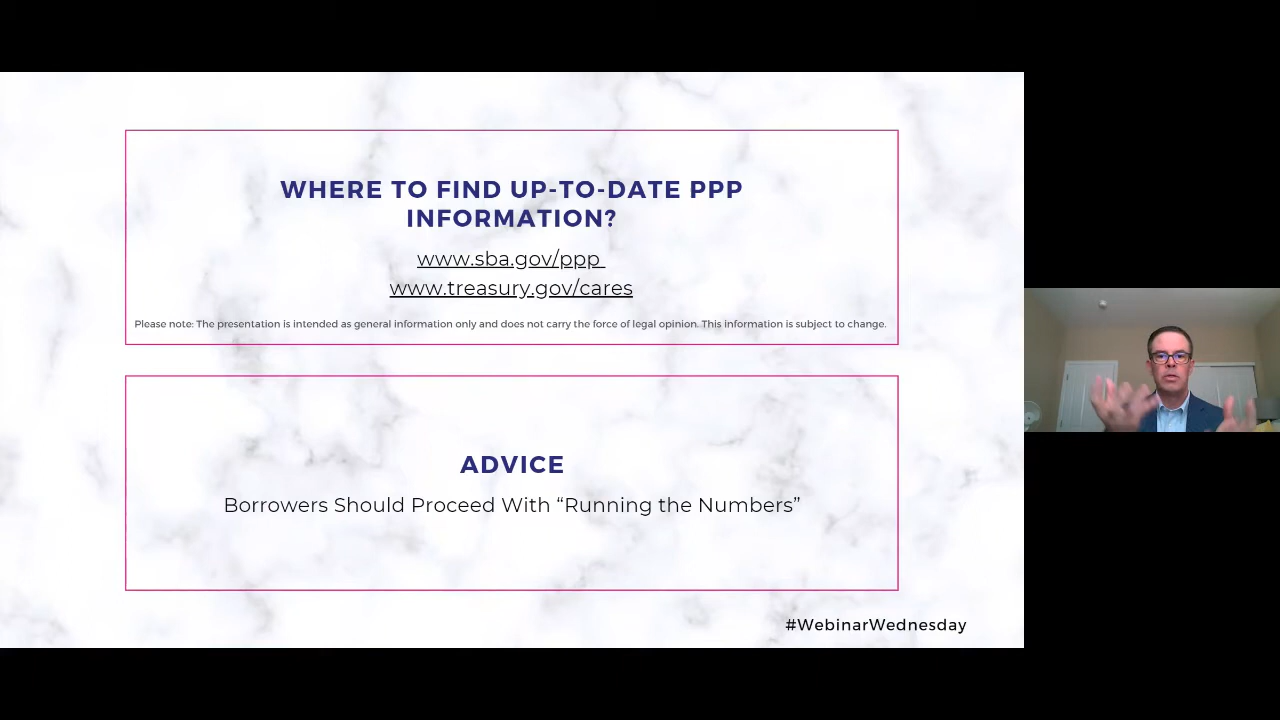 WHERE TO FIND UP-TO-DATE PPP
INFORMATION?
www.sba.gov/ppp
www.treasury.gov/cares
Please note: The presentation is intended as general information only and does not carry the force of legal opinion. This information is subject to change.
ADVICE
Borrowers Should Proceed With “Running the Numbers”
#WebinarWednesday